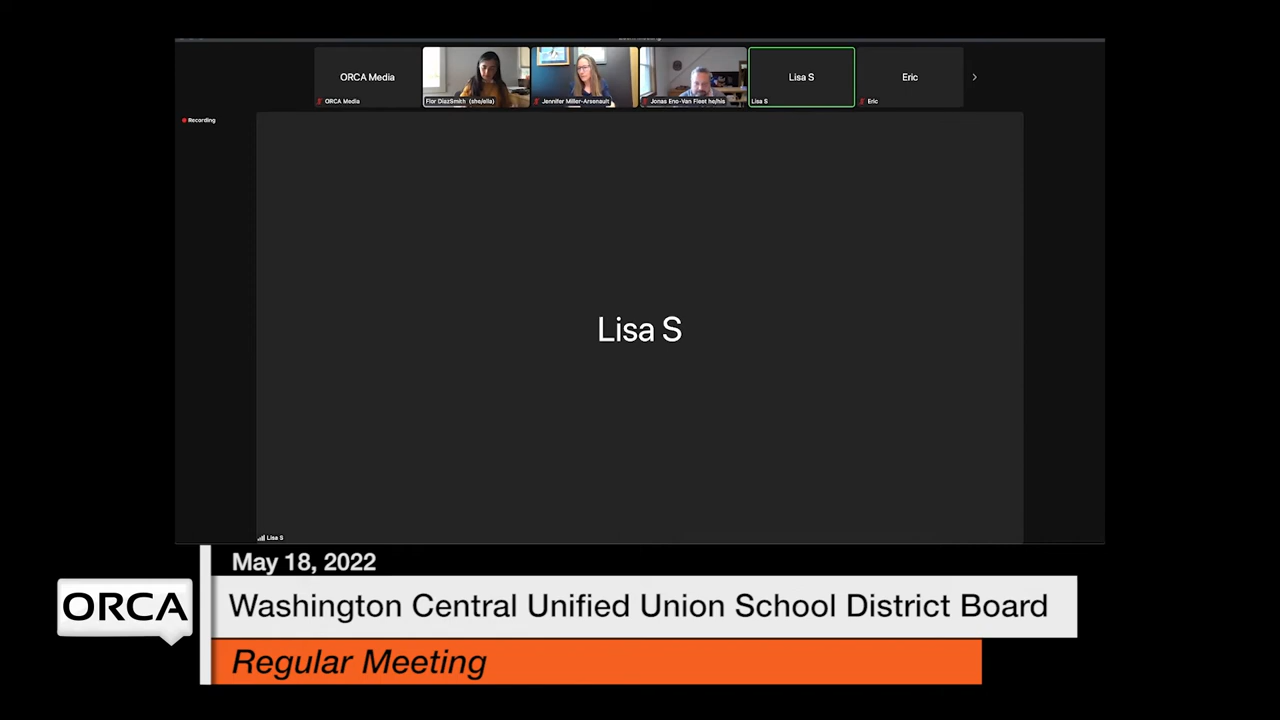 ORCA Media
Lisa S
Eric
ORCA Media
Flor DiazSmith (she/ella)
Jennifer Miller-Arsenault
Jonas Eno-Van Fleet he/his
Lisa S
Eric
Recording
Lisa S
Lisa S
May 18, 2022
ORCA
Washington Central Unified Union School District Board
Regular Meeting